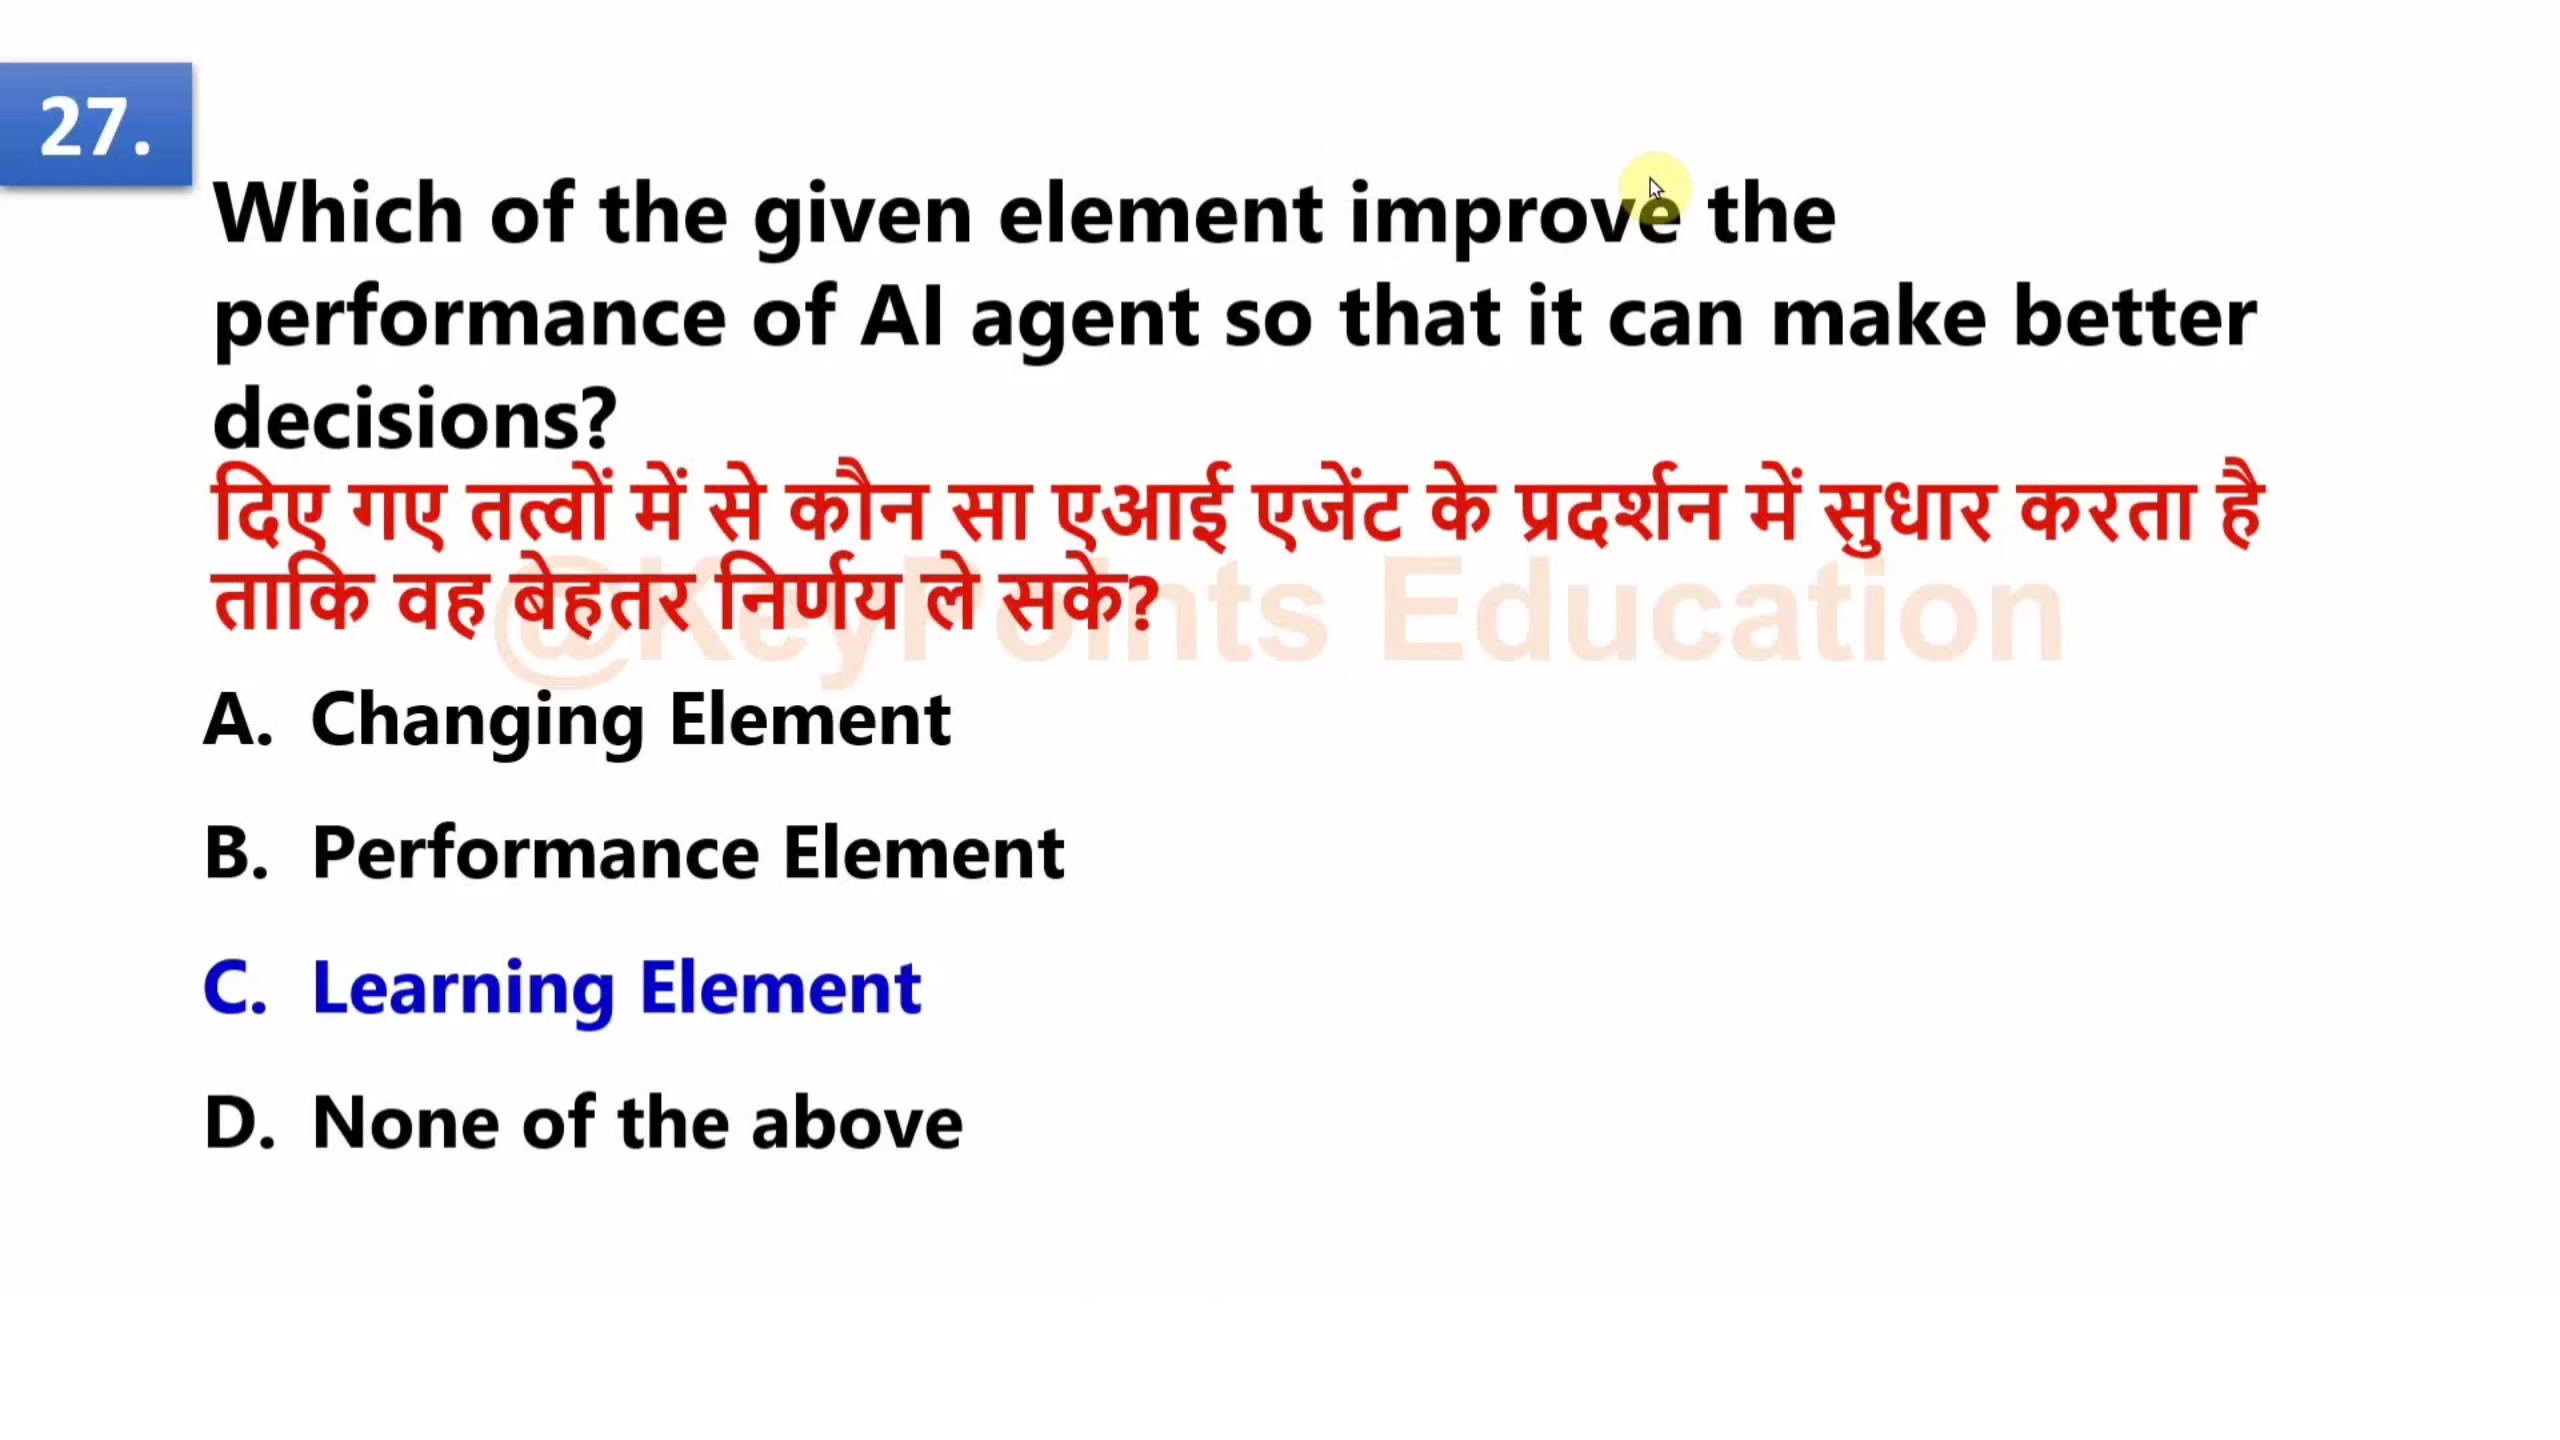 27.
Which of the given element improve the
performance of AI agent so that it can make better
decisions?
दिए गए तत्वों में से कौन सा एआई एजेंट के प्रदर्शन में सुधार करता है
ताकि वह बेहतर निर्णय ले सके?
@KeyPoints Education
A. Changing Element
B. Performance Element
C. Learning Element
D. None of the above